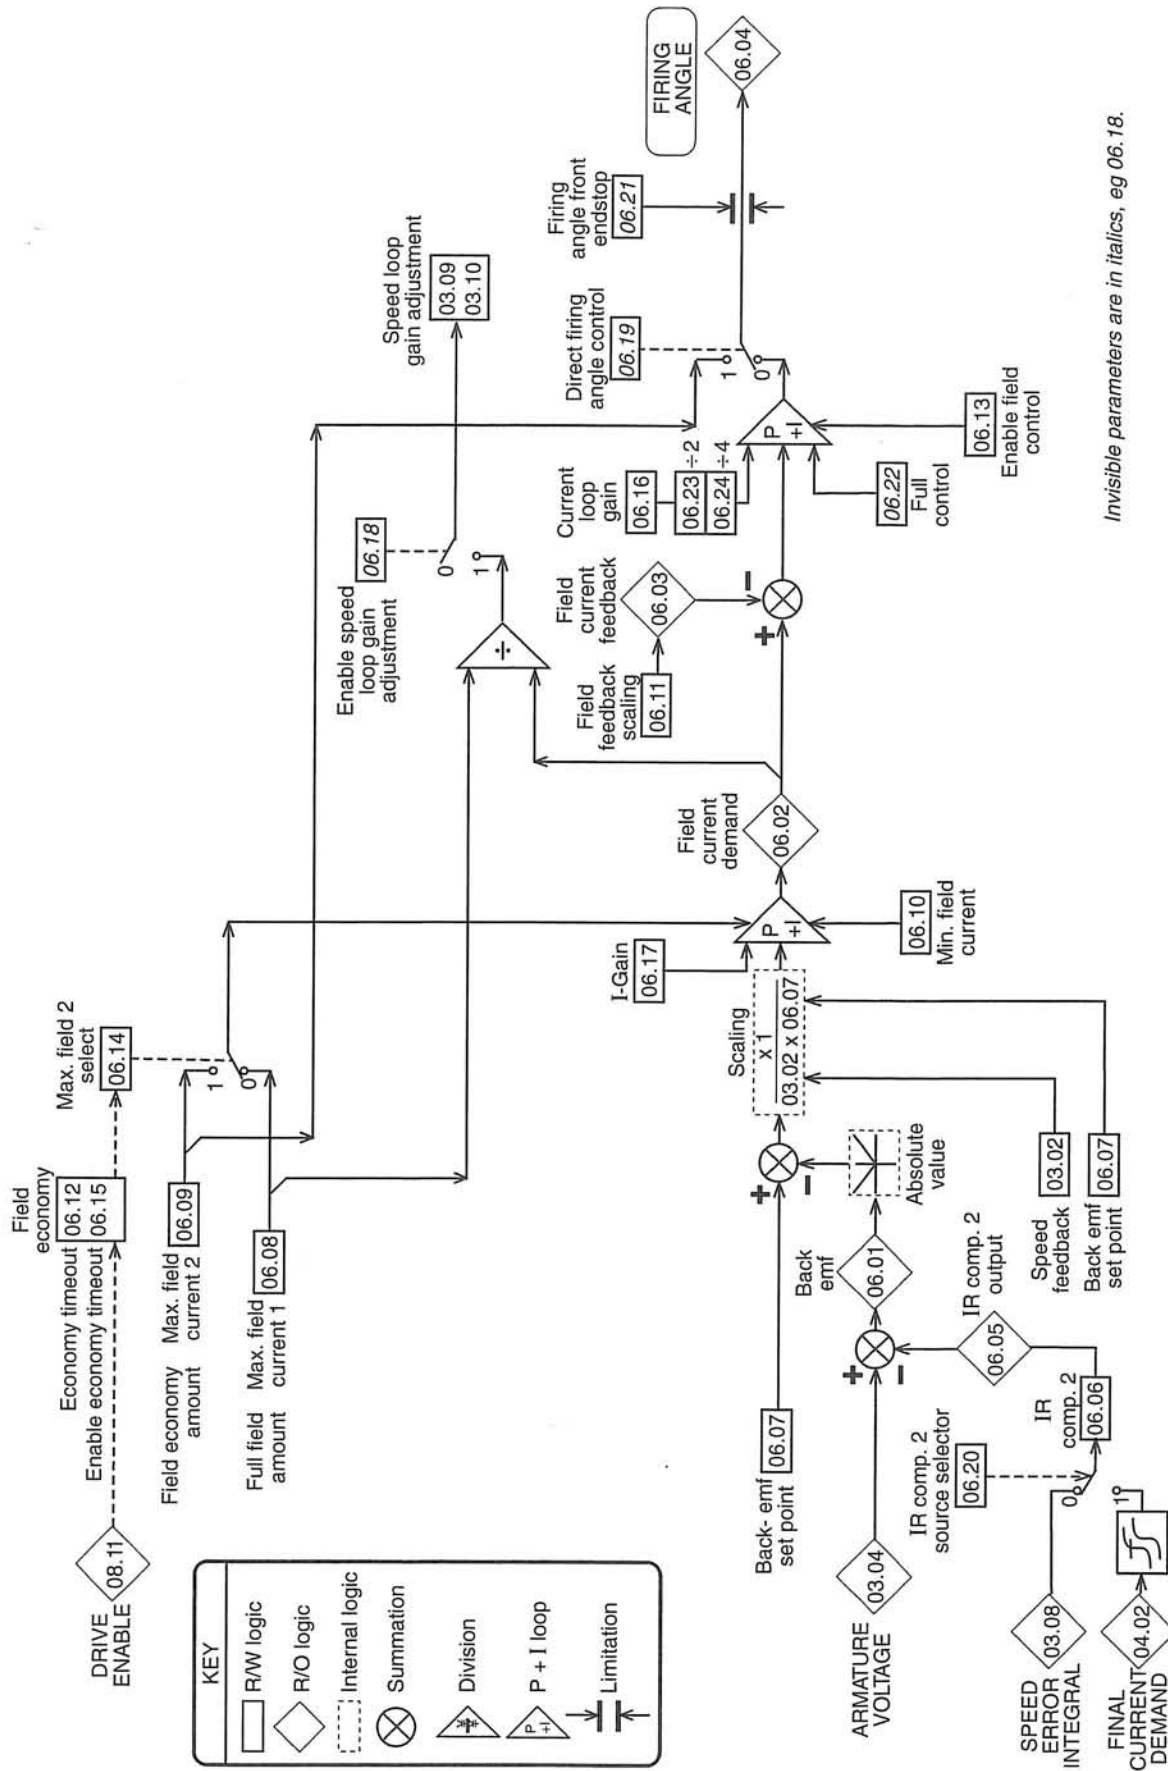 DRIVE
ENABLE
08.11
Economy timeout
Enable economy timeout
Field
economy
06.12
06.15
Max. field 2
select
06.14
Field economy
amount
Max. field
current 2
06.09
Full field
amount
Max. field
current 1
06.08
1
0
Enable speed
loop gain
adjustment
06.18
0
1
÷
Speed loop
gain adjustment
03.09
03.10
KEY
R/W logic
R/O logic
Internal logic
Summation
Division
P + I loop
P
+I
Limitation
Back- emf
set point
06.07
+
−
Scaling
x 1
03.02 x 06.07
I-Gain
06.17
P
+I
06.10
Min. field
current
Field
current
demand
06.02
Field
feedback
scaling
06.11
Field
current
feedback
06.03
+
−
Current
loop
gain
06.16
06.23 ÷2
06.24 ÷4
P
+I
06.22
Full
control
06.13
Enable field
control
Direct firing
angle control
06.19
1
0
Firing
angle front
endstop
06.21
FIRING
ANGLE
06.04
ARMATURE
VOLTAGE
03.04
+
−
Back
emf
06.01
Absolute
value
IR comp. 2
source selector
06.20
IR
comp. 2
06.06
IR comp. 2
output
06.05
Speed
feedback
03.02
Back emf
set point
06.07
SPEED
ERROR
INTEGRAL
03.08
0
FINAL
CURRENT
DEMAND
04.02
1
Invisible parameters are in italics, eg 06.18.